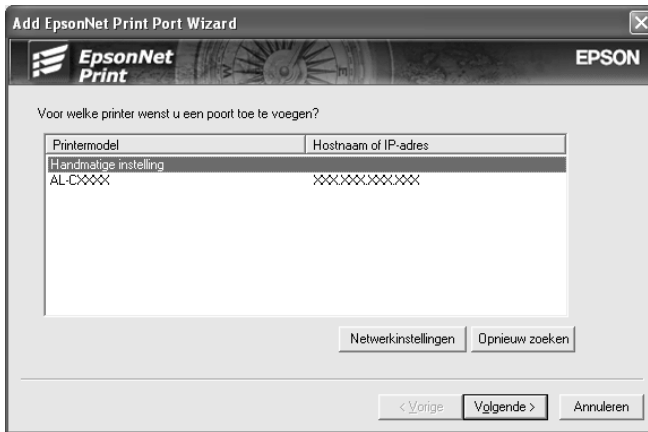 Add EpsonNet Print Port Wizard
EpsonNet
Print
EPSON
Voor welke printer wenst u een poort toe te voegen?
Printermodel Hostnaam of IP-adres
Handmatige instelling
AL-CXXXX XXX.XXX.XXX.XXX
Netwerkinstellingen Opnieuw zoeken
< Vorige Volgende > Annuleren